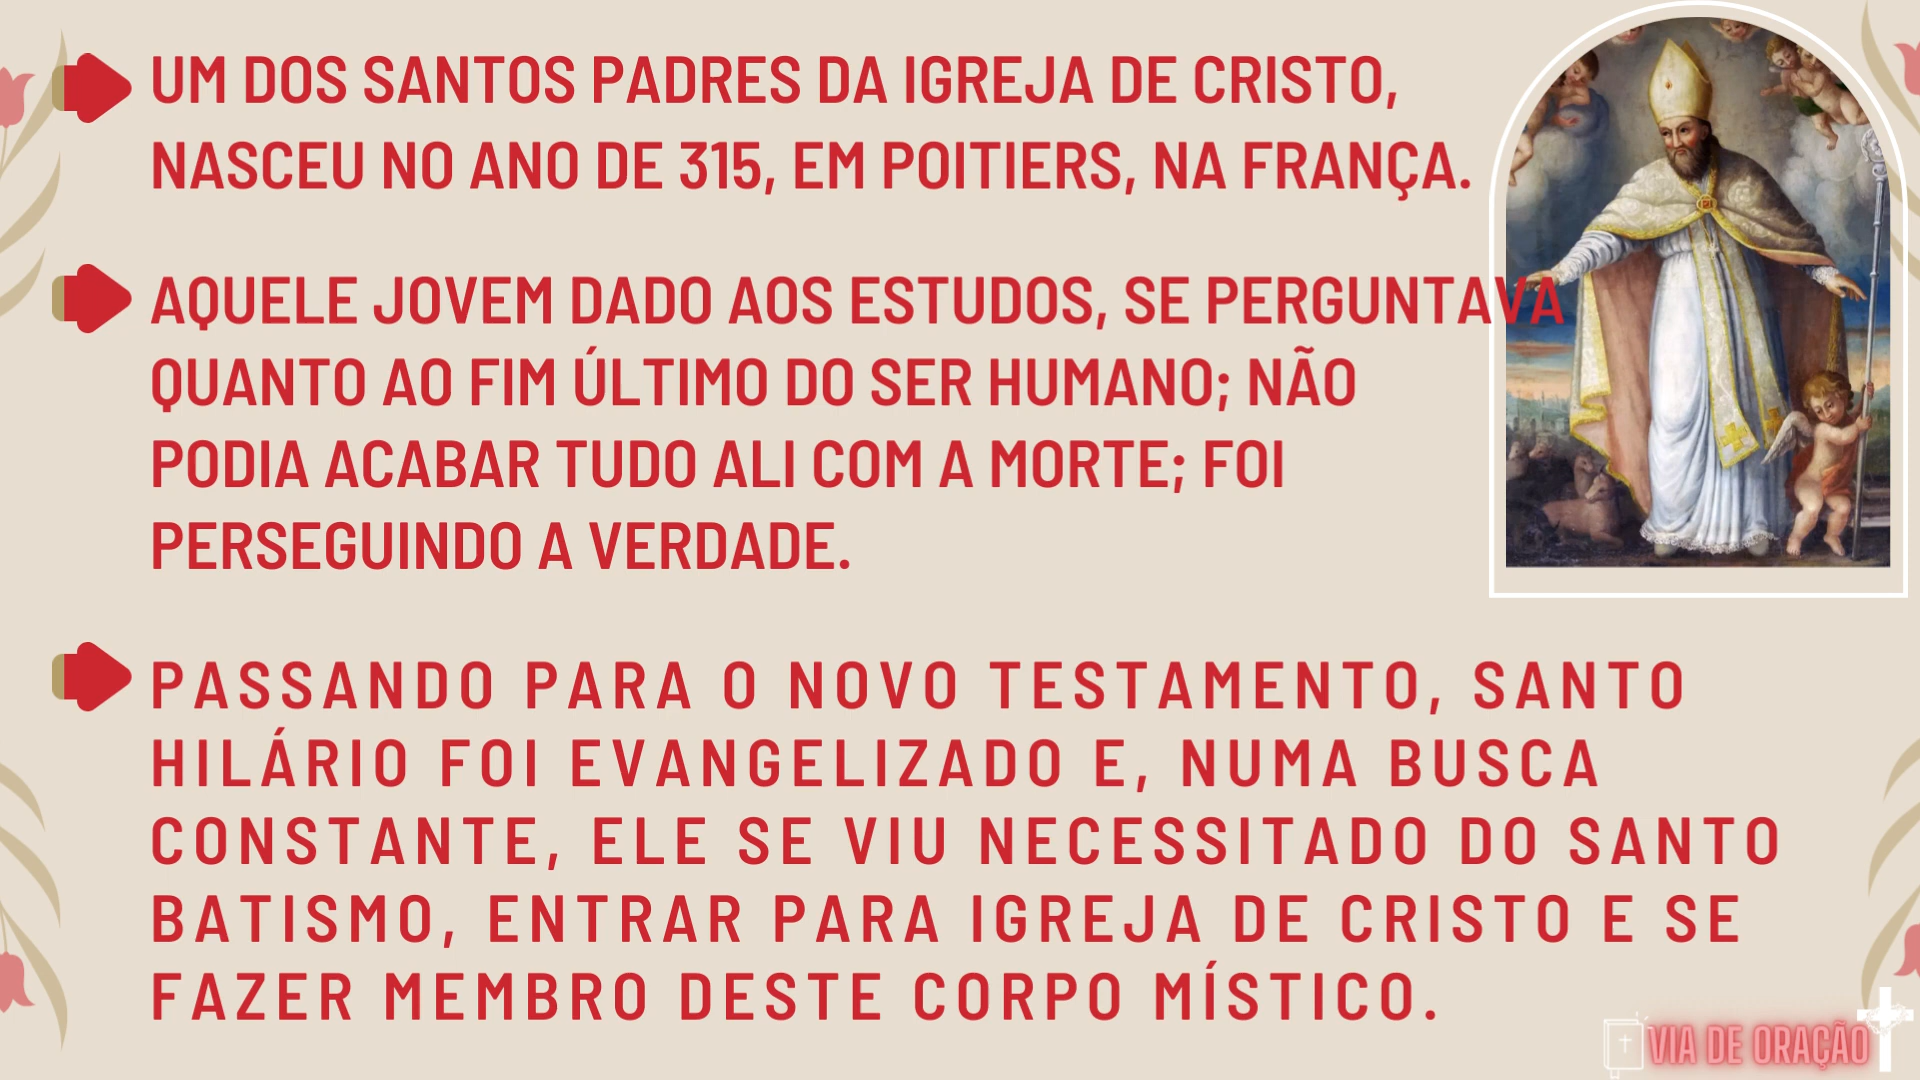 UM DOS SANTOS PADRES DA IGREJA DE CRISTO,
NASCEU NO ANO DE 315, EM POITIERS, NA FRANÇA.
AQUELE JOVEM DADO AOS ESTUDOS, SE PERGUNTAVA
QUANTO AO FIM ÚLTIMO DO SER HUMANO; NÃO
PODIA ACABAR TUDO ALI COM A MORTE; FOI
PERSEGUINDO A VERDADE.
PASSANDO PARA O NOVO TESTAMENTO, SANTO
HILÁRIO FOI EVANGELIZADO E, NUMA BUSCA
CONSTANTE, ELE SE VIU NECESSITADO DO SANTO
BATISMO, ENTRAR PARA IGREJA DE CRISTO E SE
FAZER MEMBRO DESTE CORPO MÍSTICO.
VIA DE ORAÇÃO